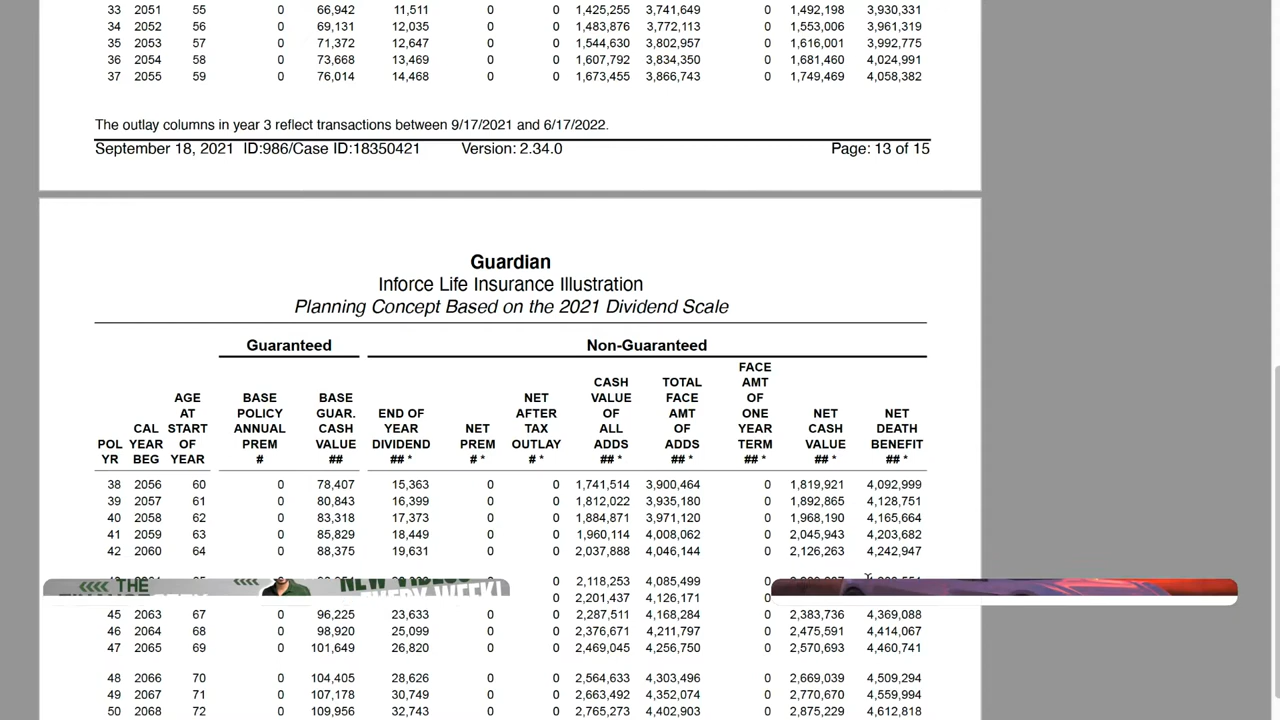 33 2051 55 0 66,942 11,511 0 0 1,425,255 3,741,649 0 1,492,198 3,930,331
34 2052 56 0 69,131 12,035 0 0 1,483,876 3,772,113 0 1,553,006 3,961,319
35 2053 57 0 71,372 12,647 0 0 1,544,630 3,802,957 0 1,616,001 3,992,775
36 2054 58 0 73,668 13,469 0 0 1,607,792 3,834,350 0 1,681,460 4,024,991
37 2055 59 0 76,014 14,468 0 0 1,673,455 3,866,743 0 1,749,469 4,058,382
The outlay columns in year 3 reflect transactions between 9/17/2021 and 6/17/2022.
September 18, 2021 ID:986/Case ID:18350421 Version: 2.34.0 Page: 13 of 15
Guardian
Inforce Life Insurance Illustration
Planning Concept Based on the 2021 Dividend Scale
Guaranteed Non-Guaranteed
FACE
CASH TOTAL AMT
AGE NET VALUE FACE OF
AT BASE BASE AFTER OF AMT ONE NET
CAL START POLICY GUAR. END OF NET TAX ALL OF YEAR NET DEATH
POL YEAR OF ANNUAL CASH YEAR PREM OUTLAY ADDS ADDS TERM CASH BENEFIT
YR BEG YEAR PREM VALUE DIVIDEND # * # * ## * ## * ## * VALUE ## *
# ## ## * ## *
38 2056 60 0 78,407 15,363 0 0 1,741,514 3,900,464 0 1,819,921 4,092,999
39 2057 61 0 80,843 16,399 0 0 1,812,022 3,935,180 0 1,892,865 4,128,751
40 2058 62 0 83,318 17,373 0 0 1,884,871 3,971,120 0 1,968,190 4,165,664
41 2059 63 0 85,829 18,449 0 0 1,960,114 4,008,062 0 2,045,943 4,203,682
42 2060 64 0 88,375 19,631 0 0 2,037,888 4,046,144 0 2,126,263 4,242,947
0 2,118,253 4,085,499 0
0 2,201,437 4,126,171
45 2063 67 0 96,225 23,633 0 0 2,287,511 4,168,284 0 2,383,736 4,369,088
46 2064 68 0 98,920 25,099 0 0 2,376,671 4,211,797 0 2,475,591 4,414,067
47 2065 69 0 101,649 26,820 0 0 2,469,045 4,256,750 0 2,570,693 4,460,741
48 2066 70 0 104,405 28,626 0 0 2,564,633 4,303,496 0 2,669,039 4,509,294
49 2067 71 0 107,178 30,749 0 0 2,663,492 4,352,074 0 2,770,670 4,559,994
50 2068 72 0 109,956 32,743 0 0 2,765,273 4,402,903 0 2,875,229 4,612,818